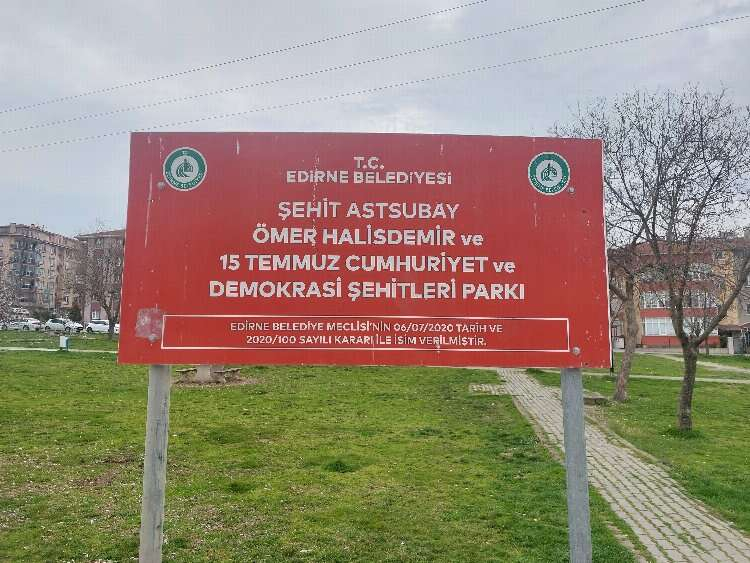 T.C.
EDİRNE BELEDİYESİ
ŞEHİT ASTSUBAY
ÖMER HALİSDEMİR ve
15 TEMMUZ CUMHURİYET ve
DEMOKRASİ ŞEHİTLERİ PARKI
EDİRNE BELEDİYE MECLİSİ'NİN 06/07/2020 TARİH VE
2020/100 SAYILI KARARI İLE İSİM VERİLMİŞTİR.